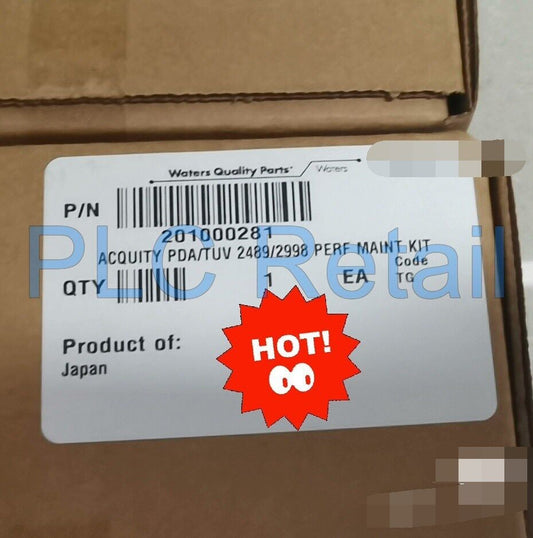 Waters Quality Parts™ Waters
P/N
201000281
ACQUITY PDA/TUV 2489/2998 PERF MAINT KIT
QTY 1 EA Code
TG
PLC Retail
HOT!
Product of:
Japan